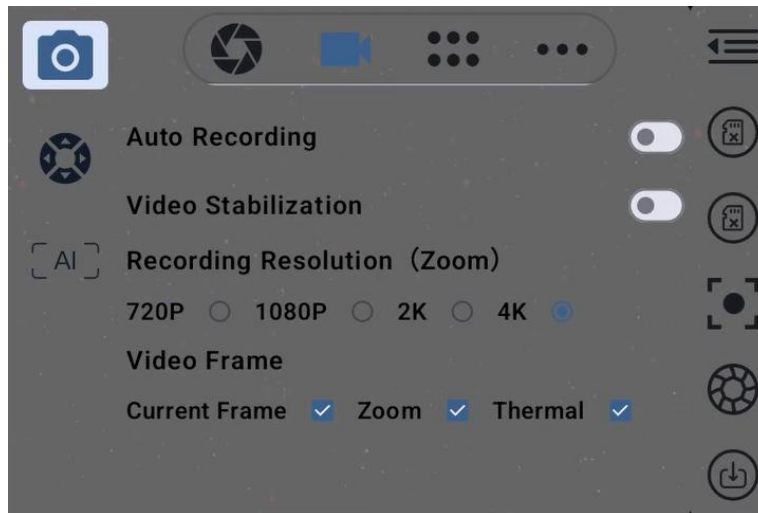 Auto Recording
Video Stabilization
AI
Recording Resolution（Zoom）
720P 1080P 2K 4K
Video Frame
Current Frame Zoom Thermal